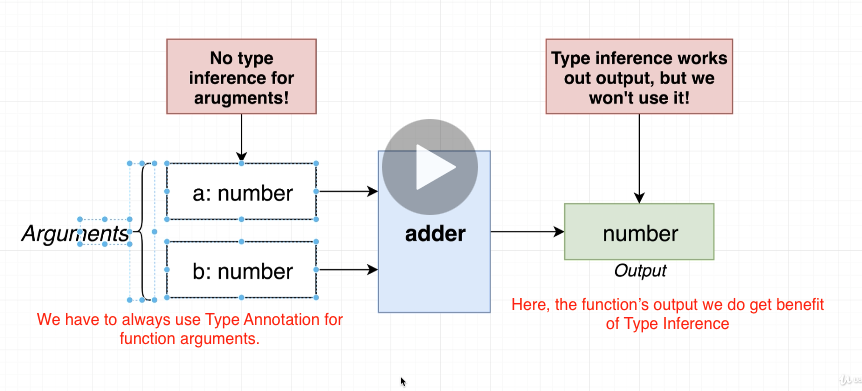 No type
inference for
arugments!
Type inference works
out output, but we
won't use it!
Arguments
a: number
b: number
adder
number
Output
We have to always use Type Annotation for
function arguments.
Here, the function's output we do get benefit
of Type Inference